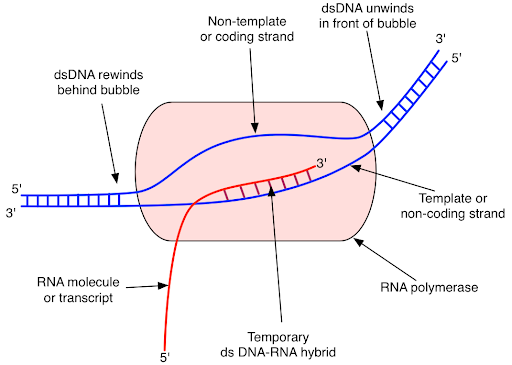 Non-template
or coding strand
dsDNA unwinds
in front of bubble
3'
5'
dsDNA rewinds
behind bubble
3'
5'
3'
Template or
non-coding strand
RNA polymerase
RNA molecule
or transcript
Temporary
ds DNA-RNA hybrid
5'